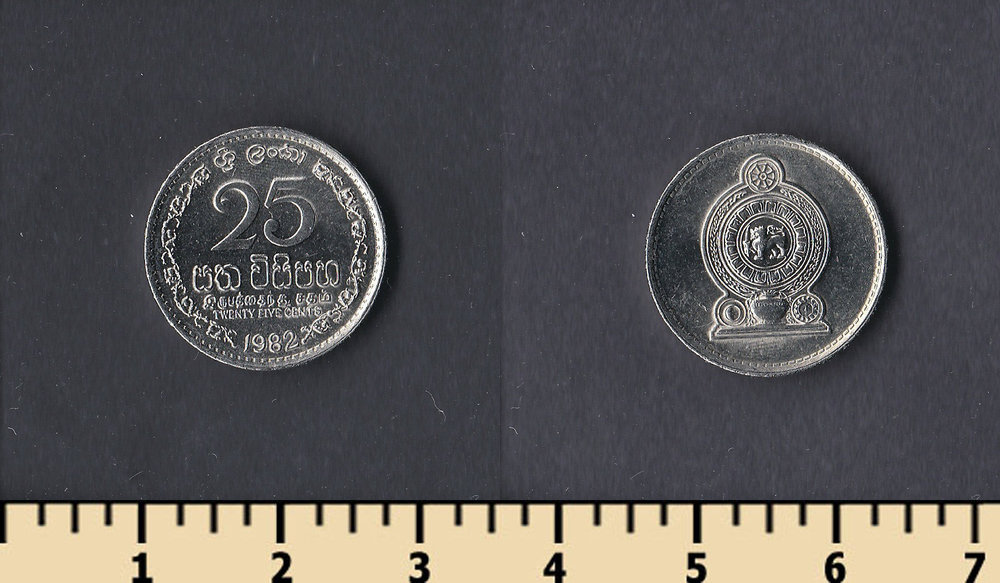 ශ්‍රී ලංකා
25
සත විසිපහ
இருபத்தைந்து சதம்
TWENTY FIVE CENTS
1982
1 2 3 4 5 6 7